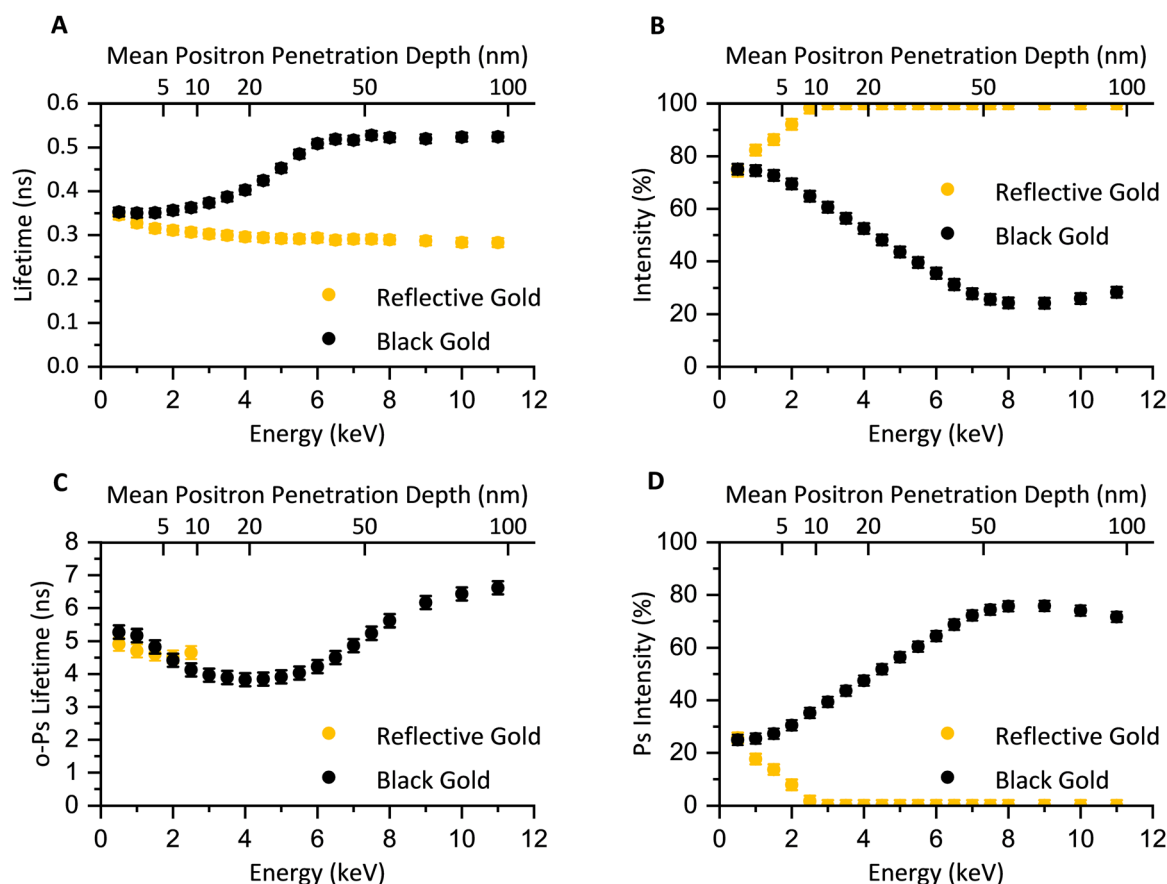 A
Mean Positron Penetration Depth (nm)
5 10 20 50 100
0.6
0.5
0.4
0.3
0.2
0.1
0.0
Lifetime (ns)
Reflective Gold
Black Gold
0 2 4 6 8 10 12
Energy (keV)
B
Mean Positron Penetration Depth (nm)
5 10 20 50 100
100
80
60
40
20
0
Intensity (%)
Reflective Gold
Black Gold
0 2 4 6 8 10 12
Energy (keV)
C
Mean Positron Penetration Depth (nm)
5 10 20 50 100
8
7
6
5
4
3
2
1
0
o-Ps Lifetime (ns)
Reflective Gold
Black Gold
0 2 4 6 8 10 12
Energy (keV)
D
Mean Positron Penetration Depth (nm)
5 10 20 50 100
100
80
60
40
20
0
Ps Intensity (%)
Reflective Gold
Black Gold
0 2 4 6 8 10 12
Energy (keV)